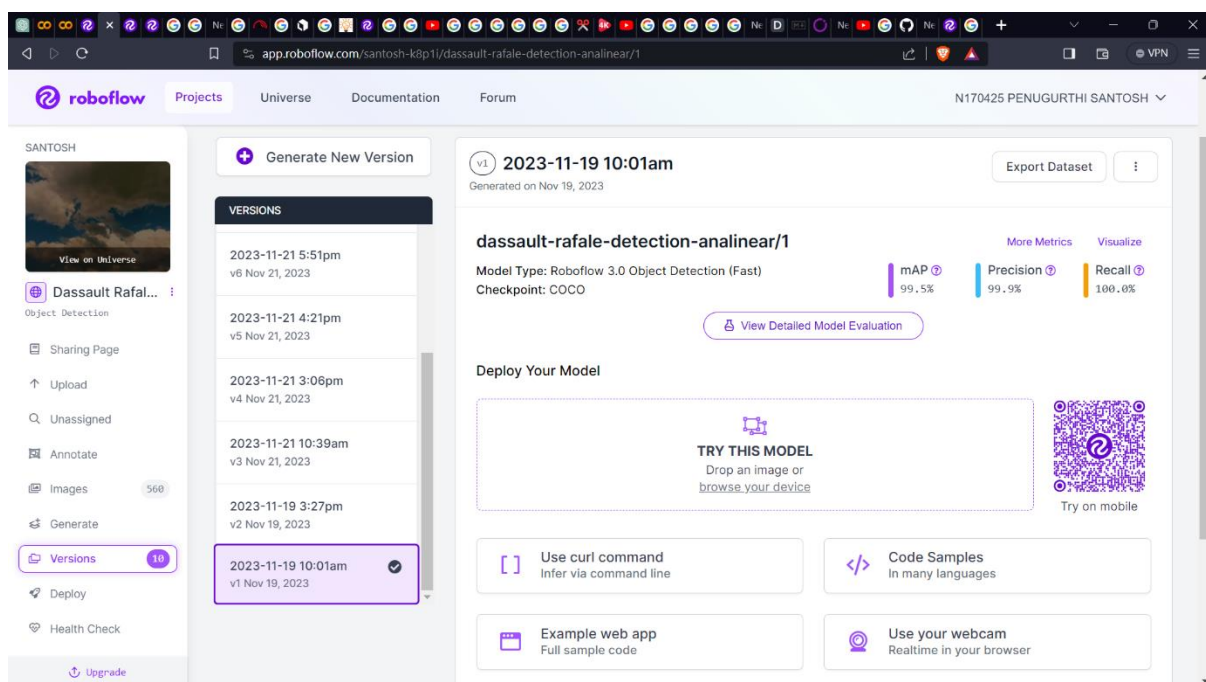 Ne
Ne
D
Ne
Ne
app.roboflow.com/santosh-k8p1i/dassault-rafale-detection-analinear/1
VPN
roboflow
Projects
Universe
Documentation
Forum
N170425 PENUGURTHI SANTOSH
SANTOSH
View on Universe
Dassault Rafal...
Object Detection
Sharing Page
Upload
Unassigned
Annotate
Images 560
Generate
Versions 10
Deploy
Health Check
Upgrade
Generate New Version
VERSIONS
2023-11-21 5:51pm
v6 Nov 21, 2023
2023-11-21 4:21pm
v5 Nov 21, 2023
2023-11-21 3:06pm
v4 Nov 21, 2023
2023-11-21 10:39am
v3 Nov 21, 2023
2023-11-19 3:27pm
v2 Nov 19, 2023
2023-11-19 10:01am
v1 Nov 19, 2023
v1 2023-11-19 10:01am
Generated on Nov 19, 2023
Export Dataset
dassault-rafale-detection-analinear/1
More Metrics Visualize
Model Type: Roboflow 3.0 Object Detection (Fast)
Checkpoint: COCO
mAP
99.5%
Precision
99.9%
Recall
100.0%
View Detailed Model Evaluation
Deploy Your Model
TRY THIS MODEL
Drop an image or
browse your device
Try on mobile
Use curl command
Infer via command line
Code Samples
In many languages
Example web app
Full sample code
Use your webcam
Realtime in your browser